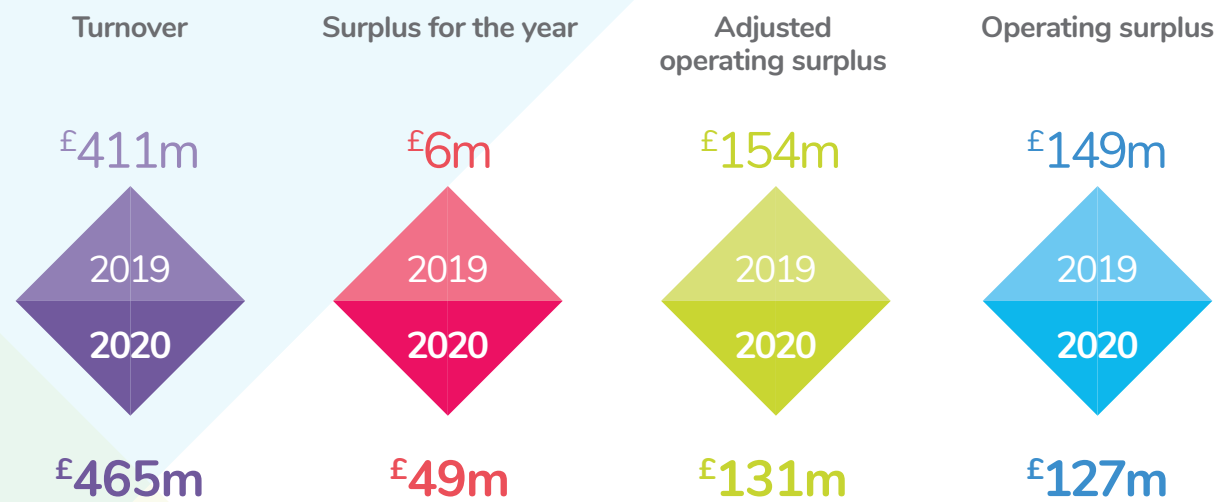 Turnover
Surplus for the year
Adjusted
operating surplus
Operating surplus
£411m
£6m
£154m
£149m
2019
2019
2019
2019
2020
2020
2020
2020
£465m
£49m
£131m
£127m